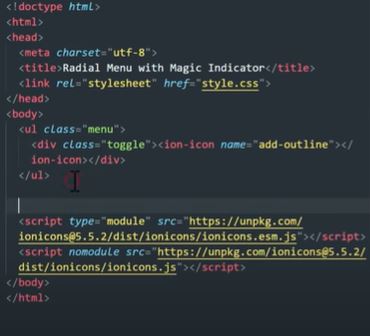 <!doctype html>
<html>
<head>
<meta charset="utf-8">
<title>Radial Menu with Magic Indicator</title>
<link rel="stylesheet" href="style.css">
</head>
<body>
<ul class="menu">
<div class="toggle"><ion-icon name="add-outline"></
ion-icon></div>
</ul>
<script type="module" src="https://unpkg.com/
ionicons@5.5.2/dist/ionicons/ionicons.esm.js"></script>
<script nomodule src="https://unpkg.com/ionicons@5.5.2/
dist/ionicons/ionicons.js"></script>
</body>
</html>